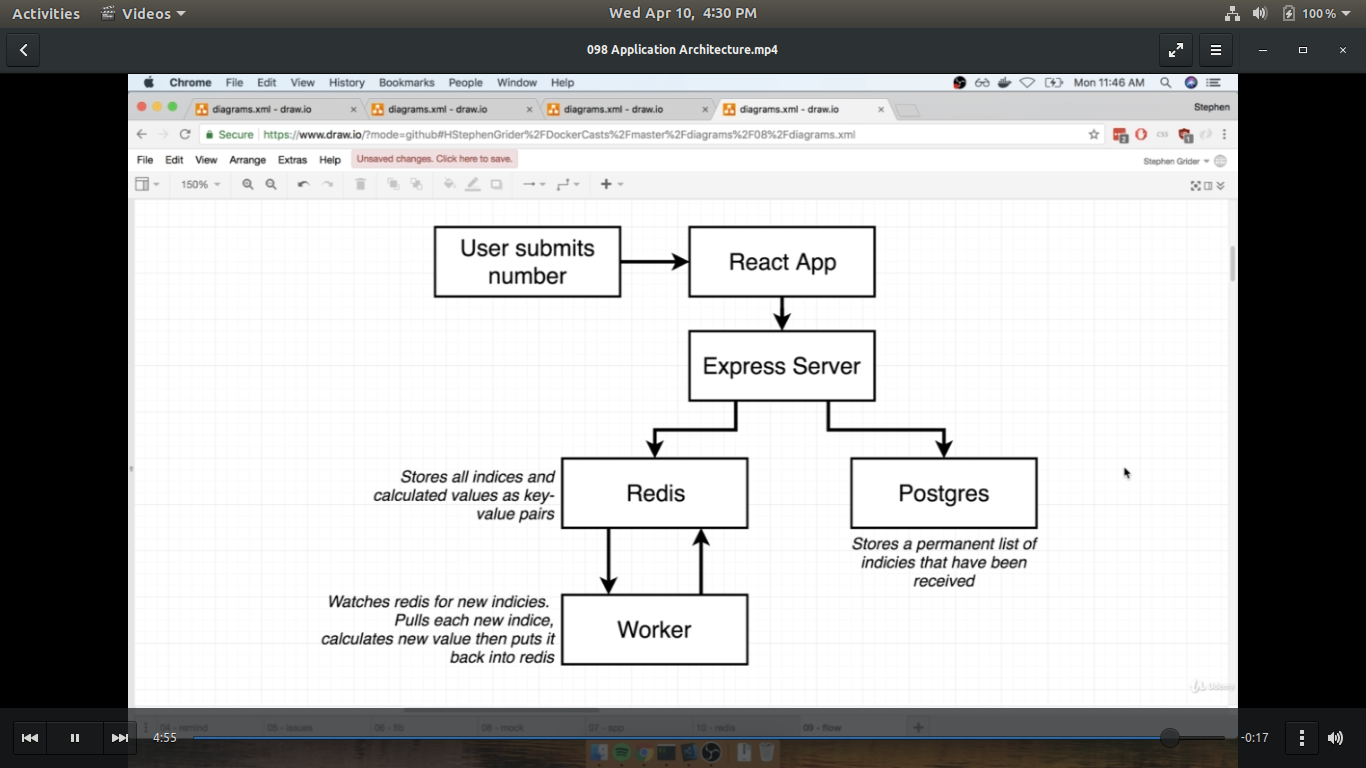 Activities Videos Wed Apr 10, 4:30 PM 100%
098 Application Architecture.mp4
Chrome File Edit View History Bookmarks People Window Help Mon 11:46 AM
diagrams.xml - draw.io diagrams.xml - draw.io diagrams.xml - draw.io diagrams.xml - draw.io Stephen
Secure https://www.draw.io/?mode=github#HStephenGrider%2FDockerCasts%2Fmaster%2Fdiagrams%2F08%2Fdiagrams.xml
File Edit View Arrange Extras Help Unsaved changes. Click here to save. Stephen Grider
150%
User submits
number
React App
Express Server
Stores all indices and
calculated values as key-
value pairs
Redis
Postgres
Stores a permanent list of
indicies that have been
received
Watches redis for new indicies.
Pulls each new indice,
calculates new value then puts it
back into redis
Worker
Udemy
05 - issues 07 - app 10 - redis 09 - flow
4:55 -0:17